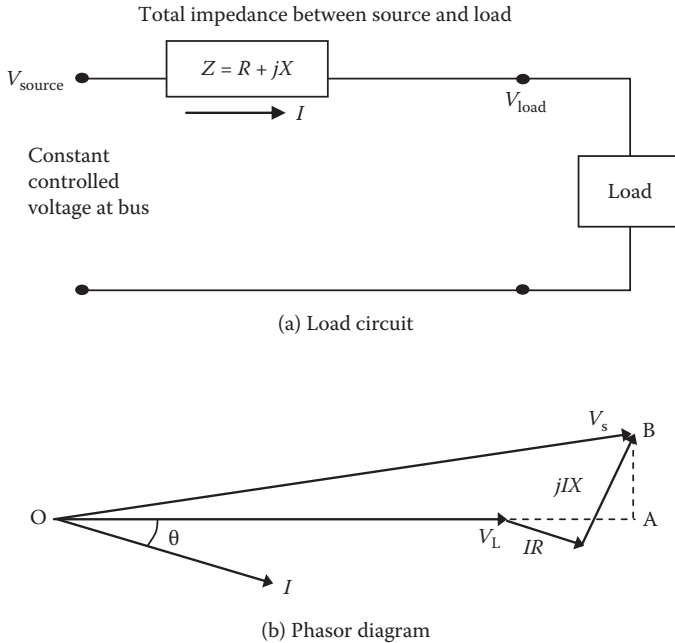 Total impedance between source and load
Z = R + jX
V_source
I
V_load
Constant
controlled
voltage at bus
Load
(a) Load circuit
V_s
B
jIX
O
A
θ
V_L
IR
I
(b) Phasor diagram